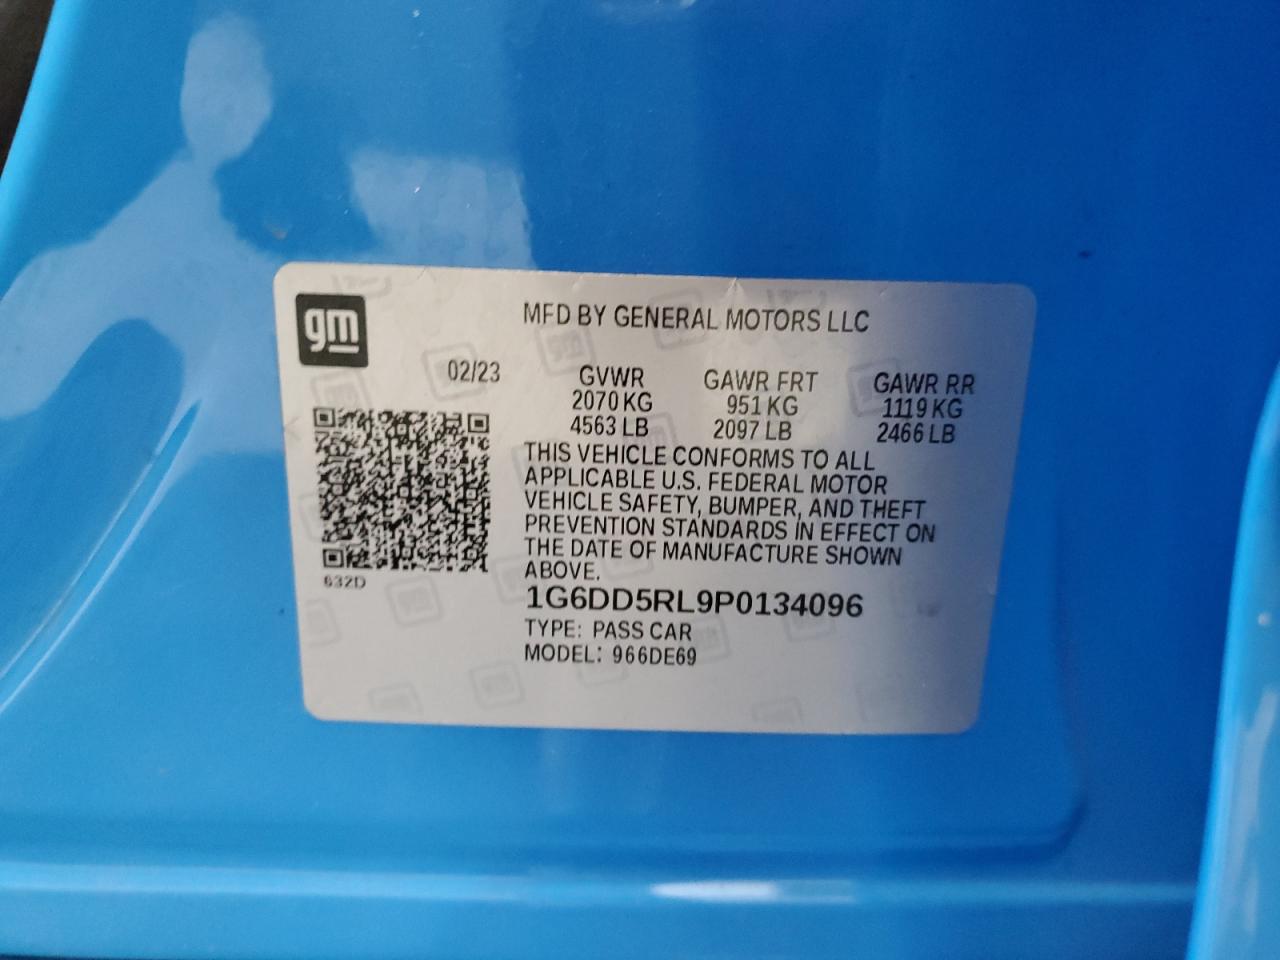 gm
MFD BY GENERAL MOTORS LLC
02/23 GVWR GAWR FRT GAWR RR
2070 KG 951 KG 1119 KG
4563 LB 2097 LB 2466 LB
THIS VEHICLE CONFORMS TO ALL
APPLICABLE U.S. FEDERAL MOTOR
VEHICLE SAFETY, BUMPER, AND THEFT
PREVENTION STANDARDS IN EFFECT ON
THE DATE OF MANUFACTURE SHOWN
ABOVE.
632D
1G6DD5RL9P0134096
TYPE: PASS CAR
MODEL: 966DE69